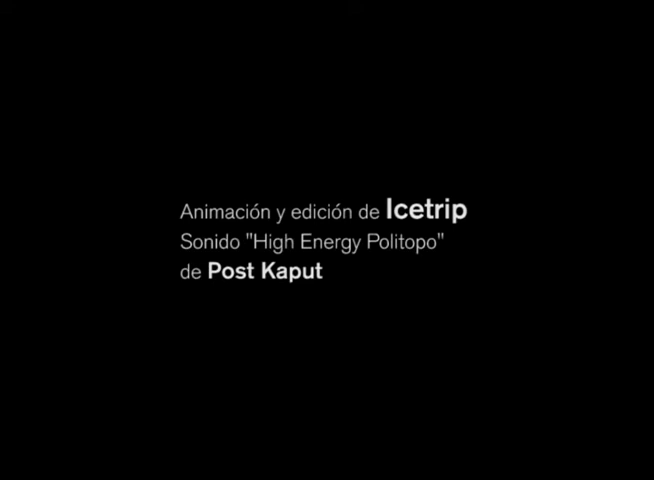 Animación y edición de Icetrip
Sonido "High Energy Politopo"
de Post Kaput